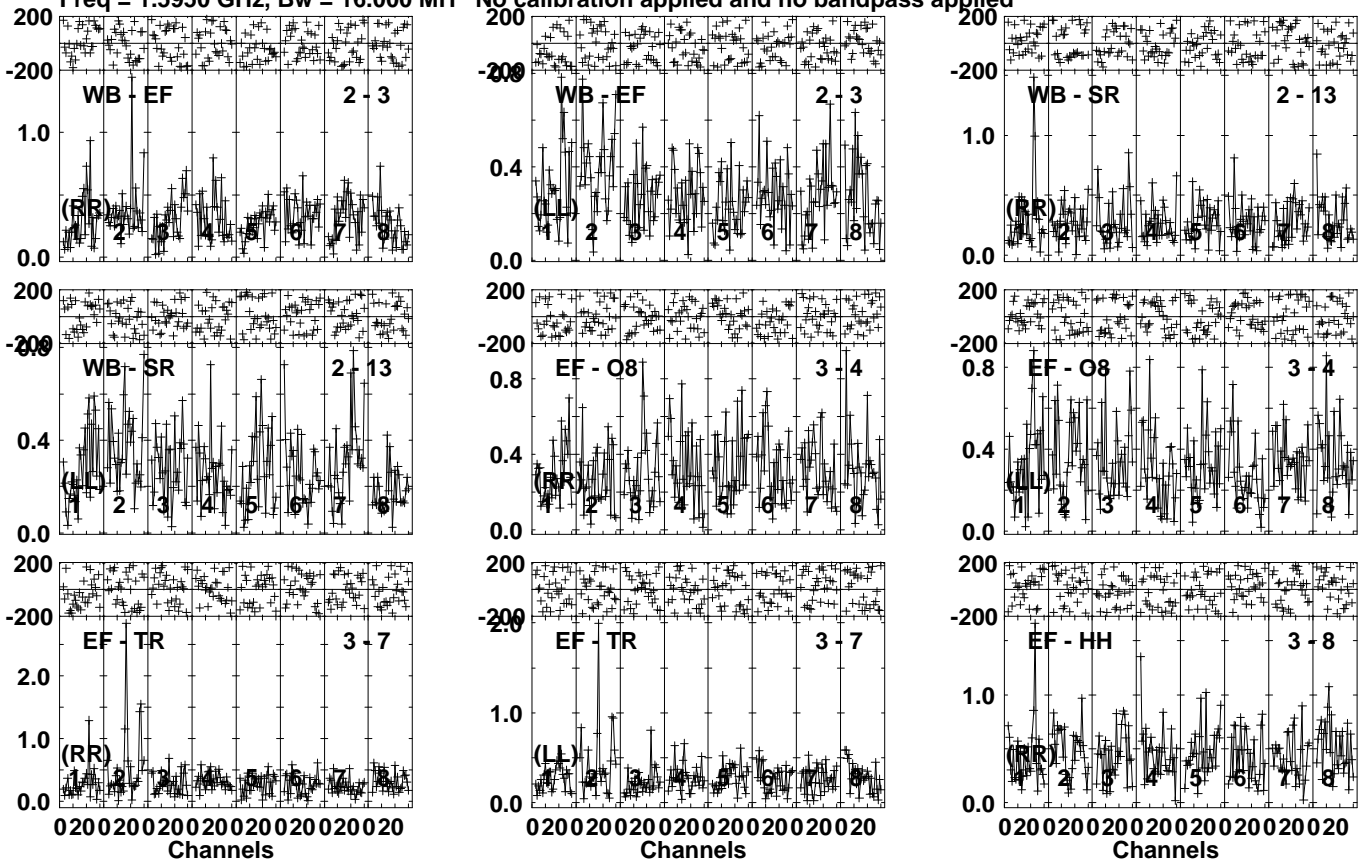 Freq = 1.5950 GHz, Bw = 16.000 MH No calibration applied and no bandpass applied
200 200 200
-200 -200 0.8 -200
WB - EF 2 - 3 WB - EF 2 - 3 WB - SR 2 - 13
1.0 0.4 1.0
(RR) (LL) (RR)
1 2 3 4 5 6 7 8 1 2 3 4 5 6 7 8 1 2 3 4 5 6 7 8
0.0 0.0 0.0
200 200 200
-200 0.8 -200 -200
WB - SR 2 - 13 EF - O8 3 - 4 EF - O8 3 - 4
0.8 0.8
0.4 0.4 0.4
(LL) (RR) (LL)
1 2 3 4 5 6 7 8 1 2 3 4 5 6 7 8 1 2 3 4 5 6 7 8
0.0 0.0 0.0
200 200 200
-200 -200 2.0 -200
EF - TR 3 - 7 EF - TR 3 - 7 EF - HH 3 - 8
2.0 1.0 1.0
1.0
(RR) (LL) (RR)
1 2 3 4 5 6 7 8 1 2 3 4 5 6 7 8 1 2 3 4 5 6 7 8
0.0 0.0 0.0
0 20 0 20 0 20 0 20 0 20 0 20 0 20 0 20 0 20 0 20 0 20 0 20 0 20 0 20 0 20 0 20 0 20 0 20 0 20 0 20 0 20 0 20 0 20 0 20
Channels Channels Channels